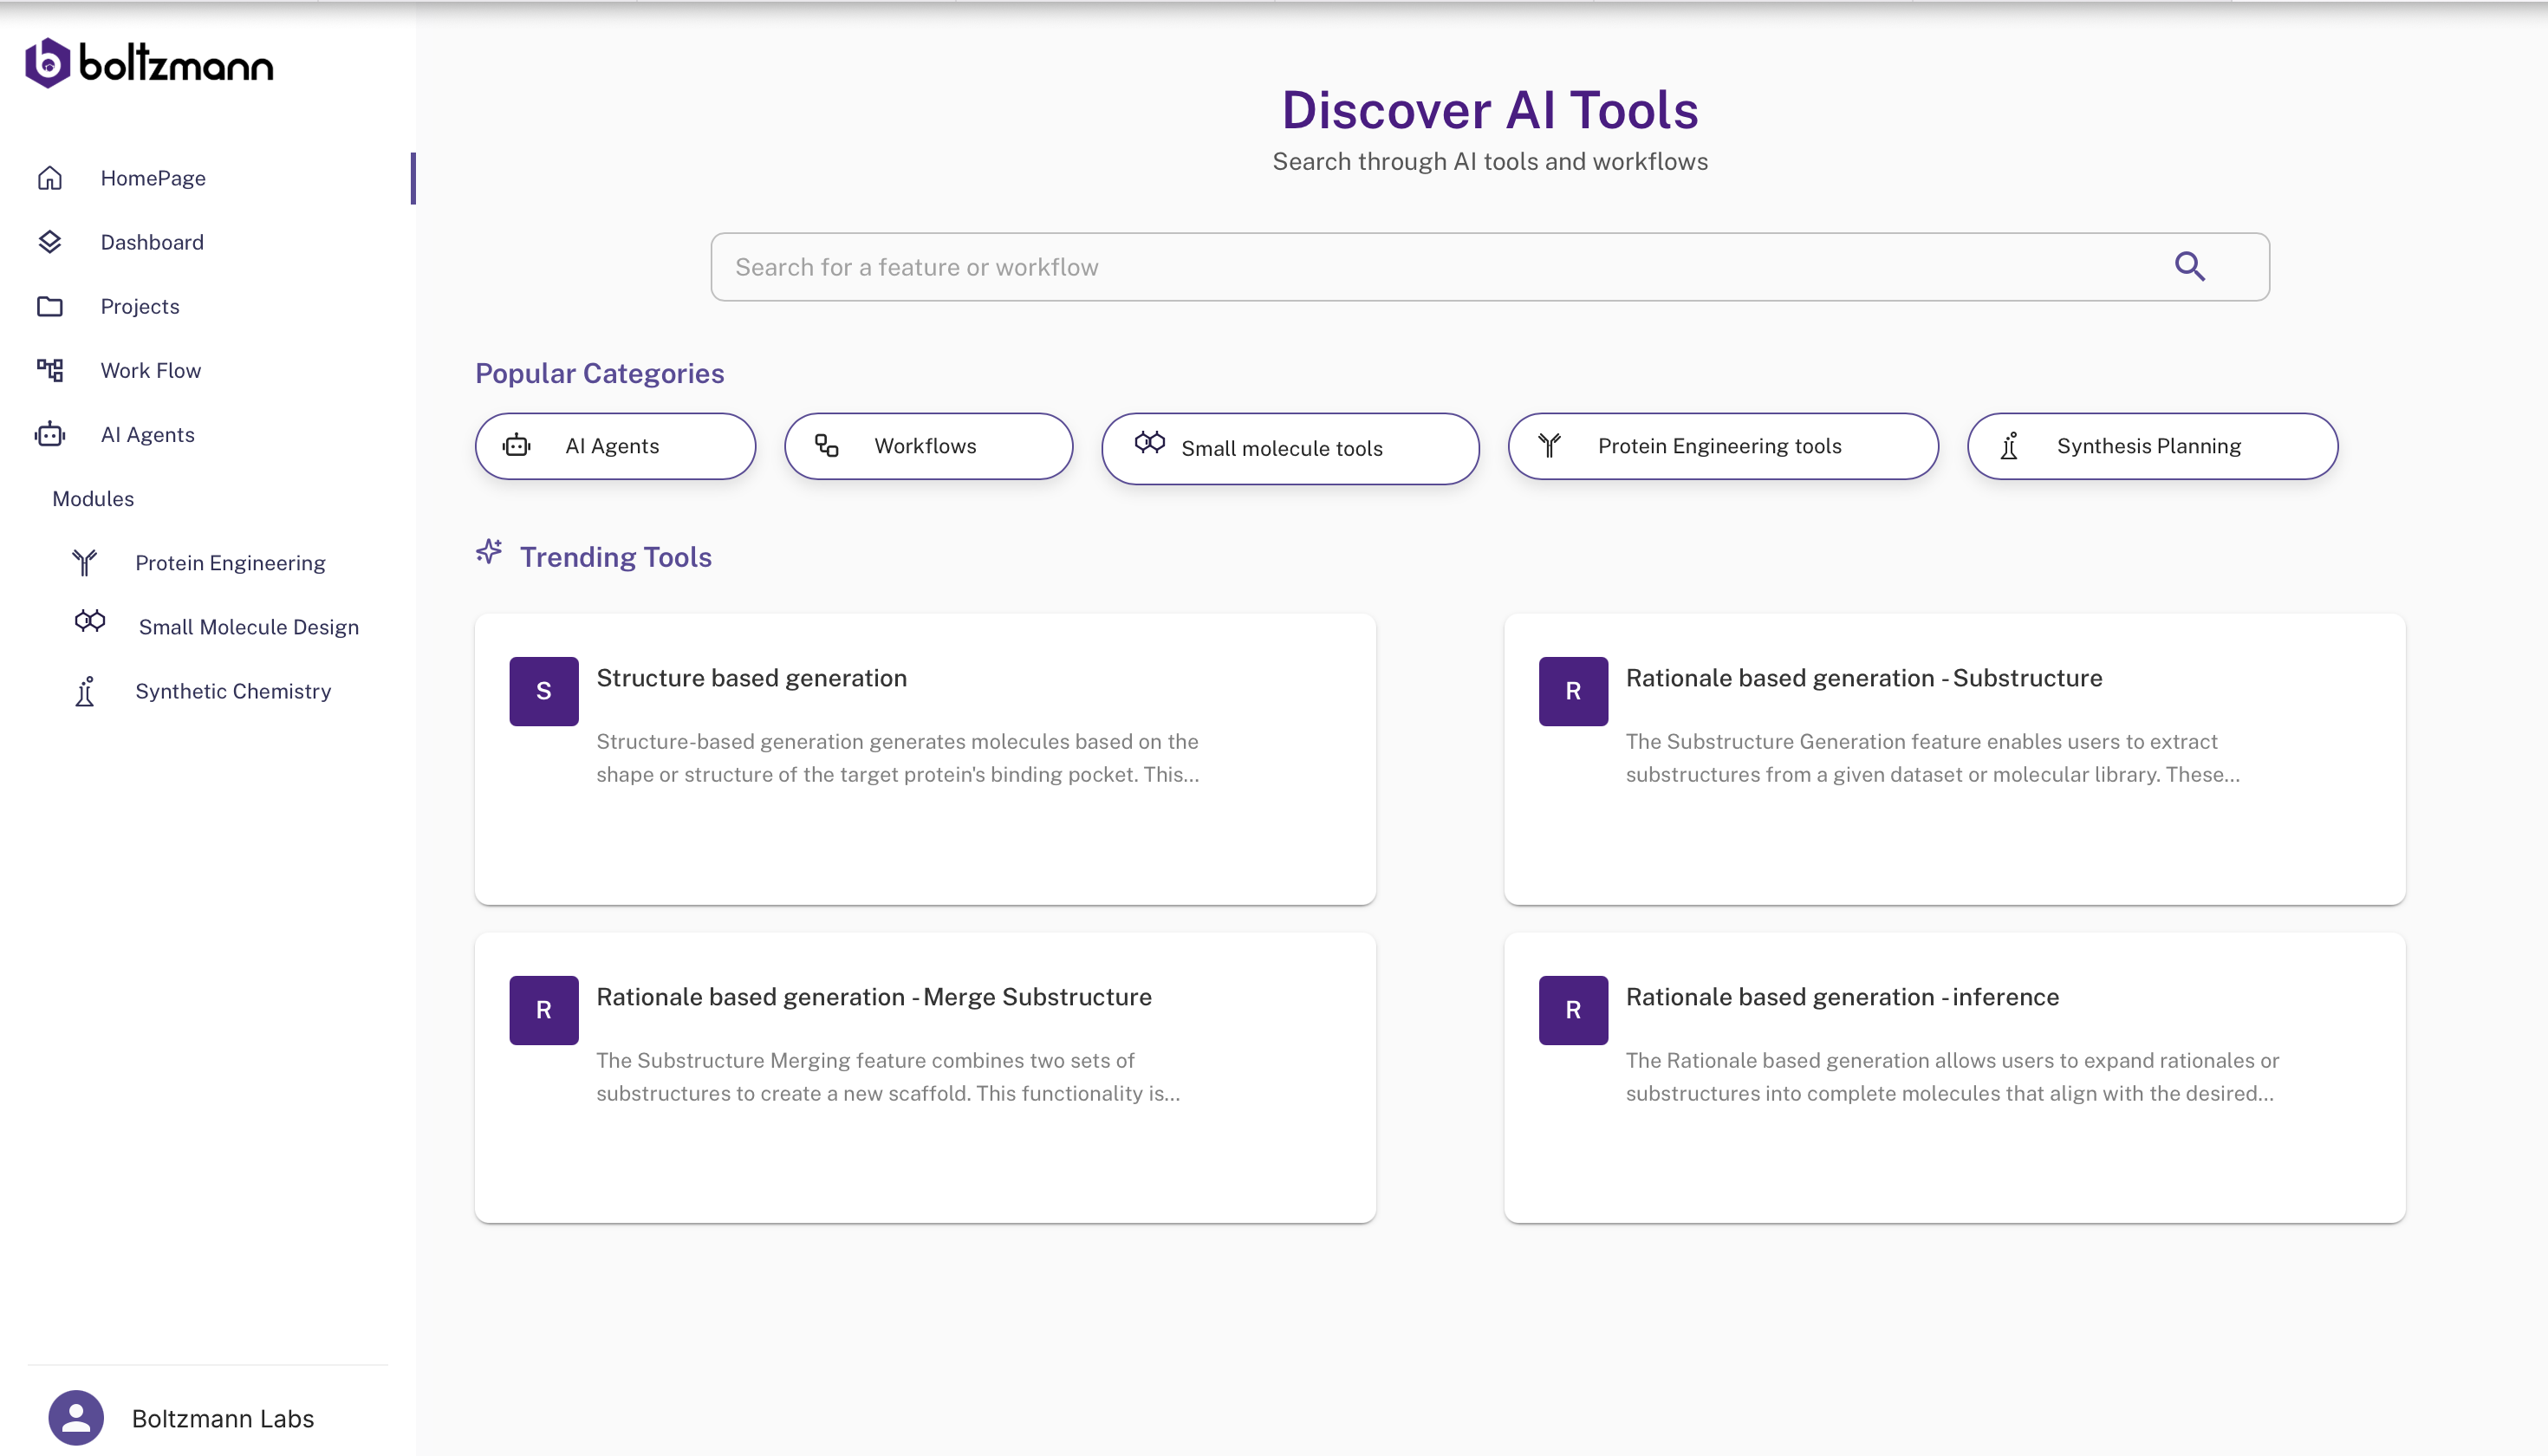 boltzmann
HomePage
Dashboard
Projects
Work Flow
AI Agents
Modules
Protein Engineering
Small Molecule Design
Synthetic Chemistry
Boltzmann Labs
Discover AI Tools
Search through AI tools and workflows
Search for a feature or workflow
Popular Categories
AI Agents
Workflows
Small molecule tools
Protein Engineering tools
Synthesis Planning
Trending Tools
S
Structure based generation
Structure-based generation generates molecules based on the
shape or structure of the target protein's binding pocket. This...
R
Rationale based generation - Substructure
The Substructure Generation feature enables users to extract
substructures from a given dataset or molecular library. These...
R
Rationale based generation - Merge Substructure
The Substructure Merging feature combines two sets of
substructures to create a new scaffold. This functionality is...
R
Rationale based generation - inference
The Rationale based generation allows users to expand rationales or
substructures into complete molecules that align with the desired...